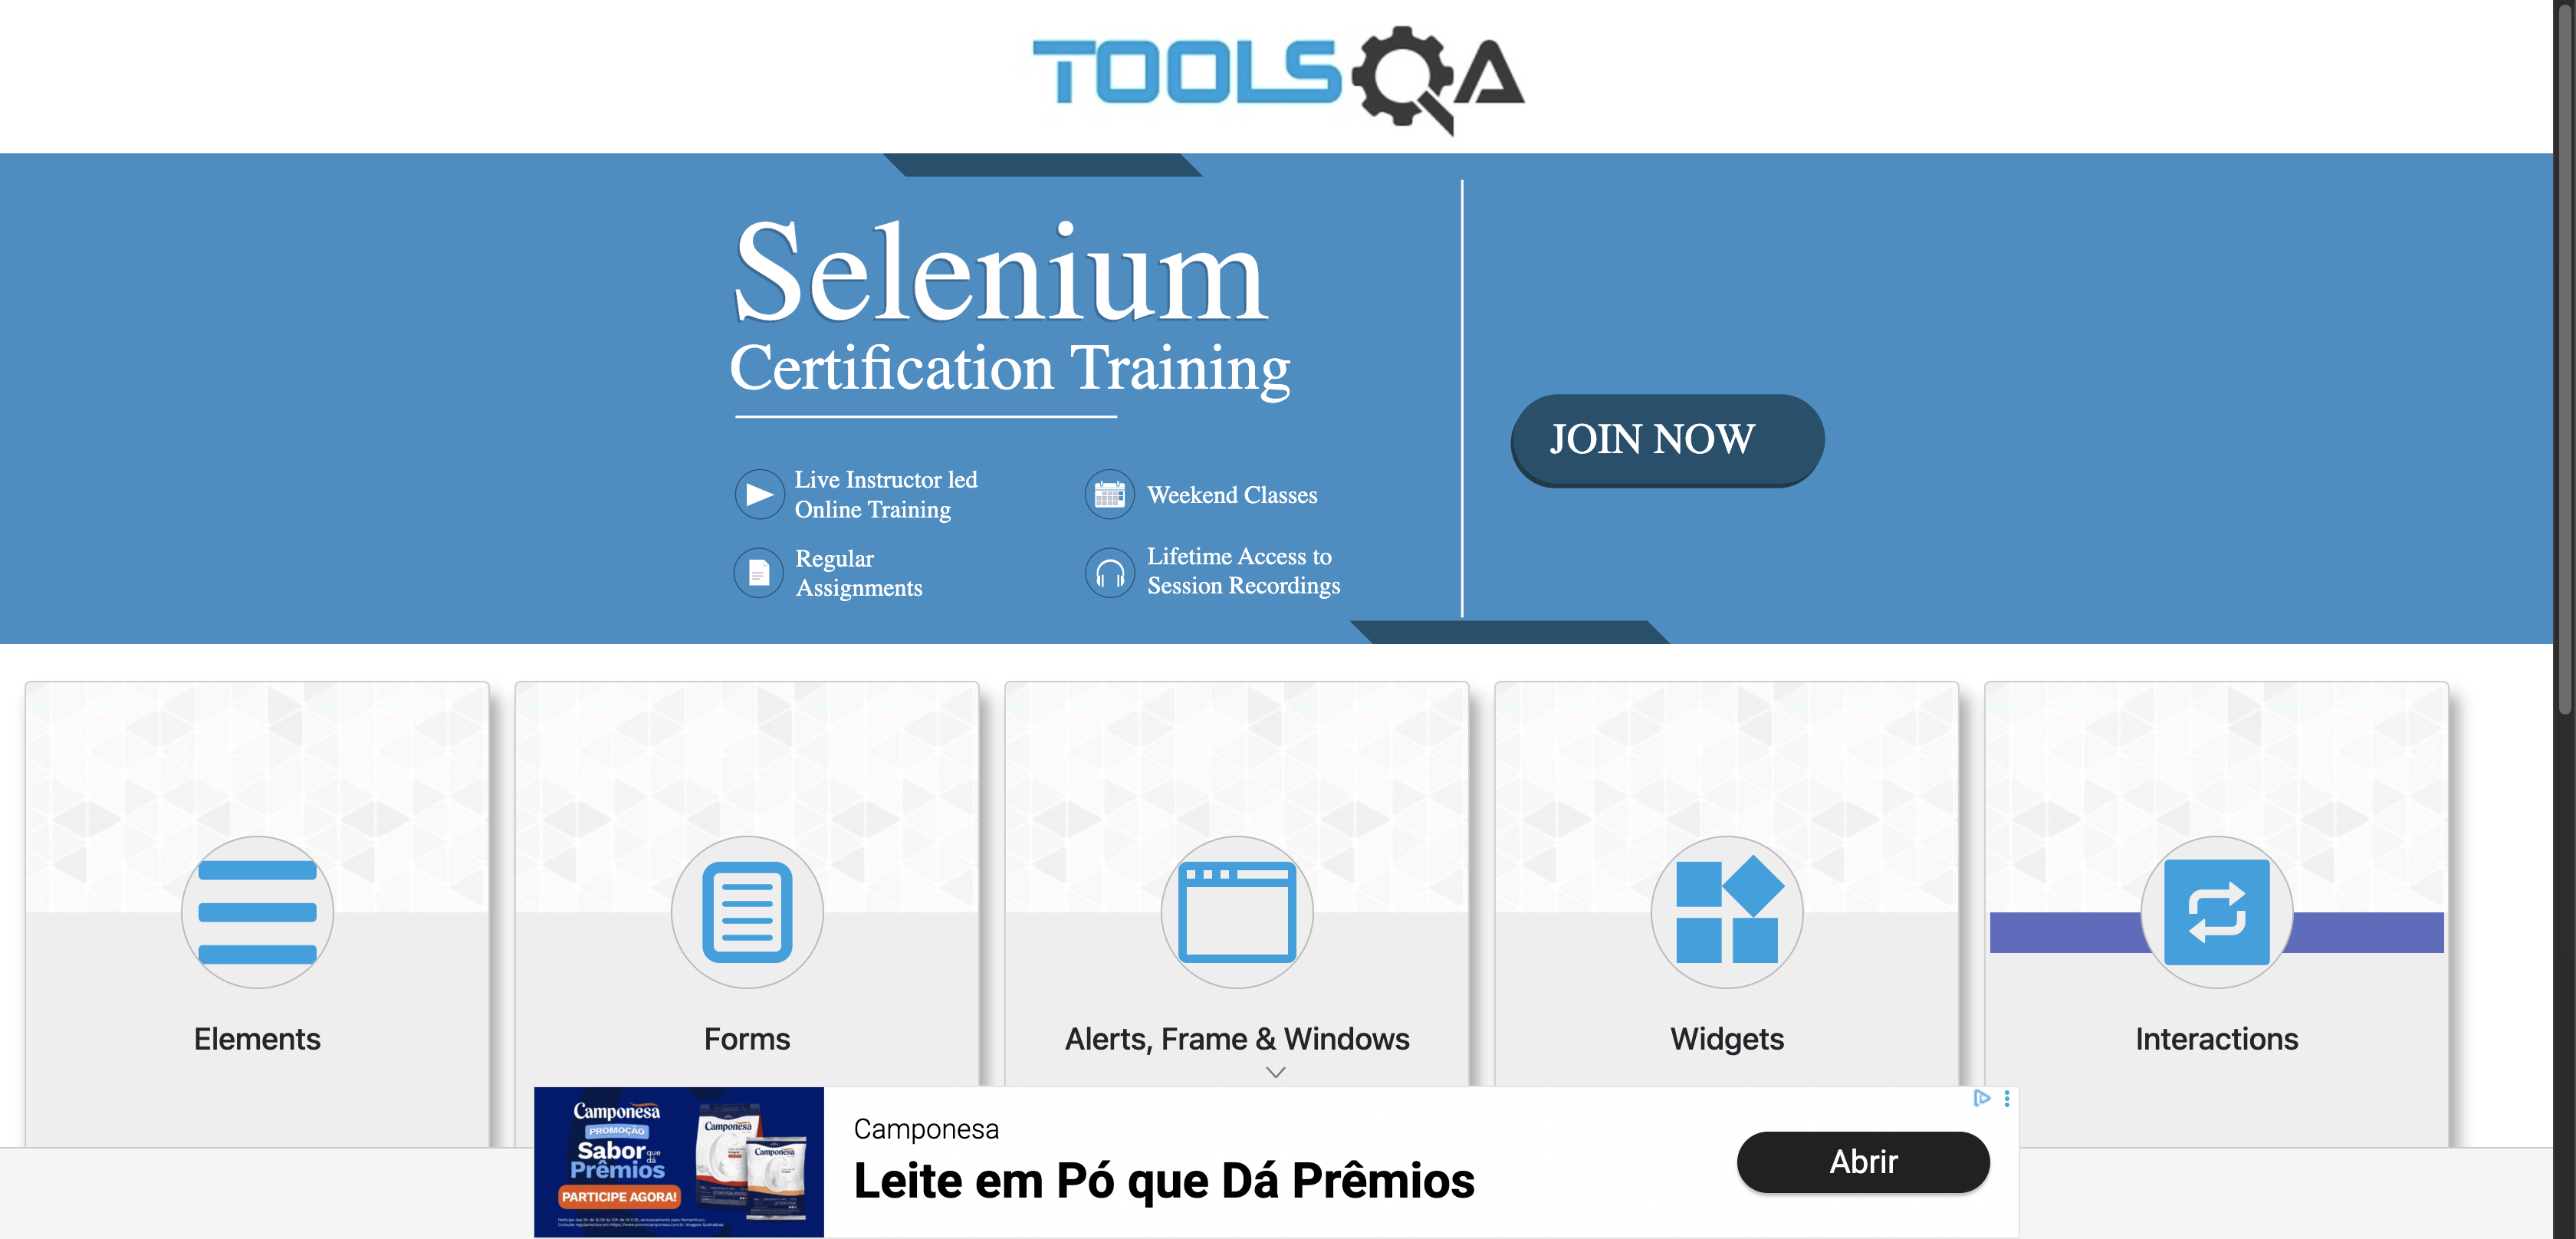 TOOLSQA
Selenium
Certification Training
Live Instructor led
Online Training
Weekend Classes
Regular
Assignments
Lifetime Access to
Session Recordings
JOIN NOW
Elements
Forms
Alerts, Frame & Windows
Widgets
Interactions
Camponesa
PROMOÇÃO
Sabor que dá
Prêmios
PARTICIPE AGORA!
Camponesa
Camponesa
Camponesa
Leite em Pó que Dá Prêmios
Abrir